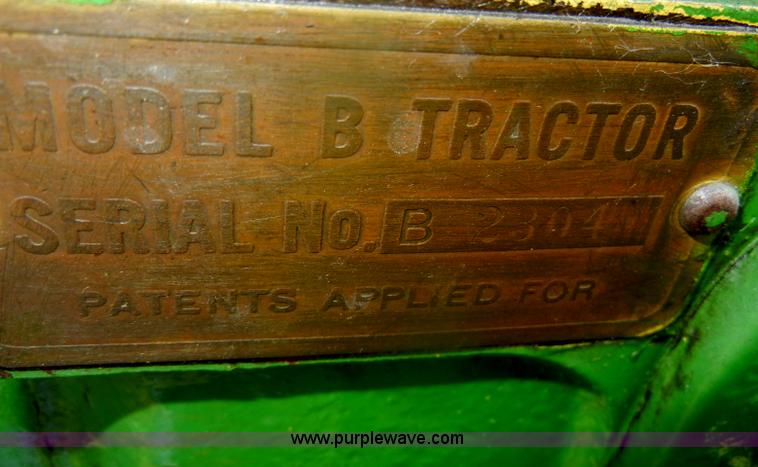 MODEL B TRACTOR
SERIAL No. B
PATENTS APPLIED FOR
www.purplewave.com